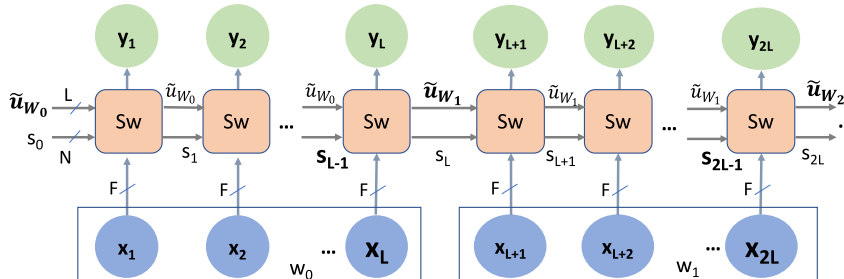 y1 y2 yL yL+1 yL+2 y2L
ũW0 L ũW0 ũW0 ũW1 ũW1 ũW1 ũW2
Sw Sw ... Sw Sw Sw ... Sw .
s0 N s1 sL-1 sL sL+1 s2L-1 s2L
F F F F F F
x1 x2 ... xL xL+1 xL+2 ... x2L
w0 w1